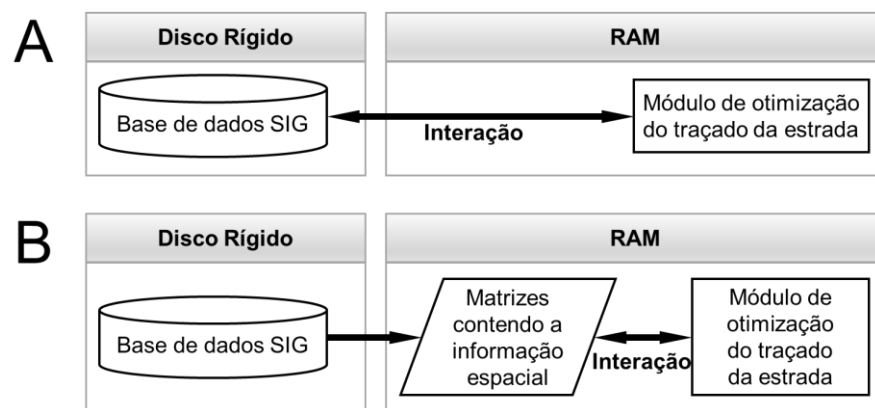 A
Disco Rígido
RAM
Base de dados SIG
Interação
Módulo de otimização
do traçado da estrada
B
Disco Rígido
RAM
Base de dados SIG
Matrizes
contendo a
informação
espacial
Interação
Módulo de
otimização
do traçado
da estrada